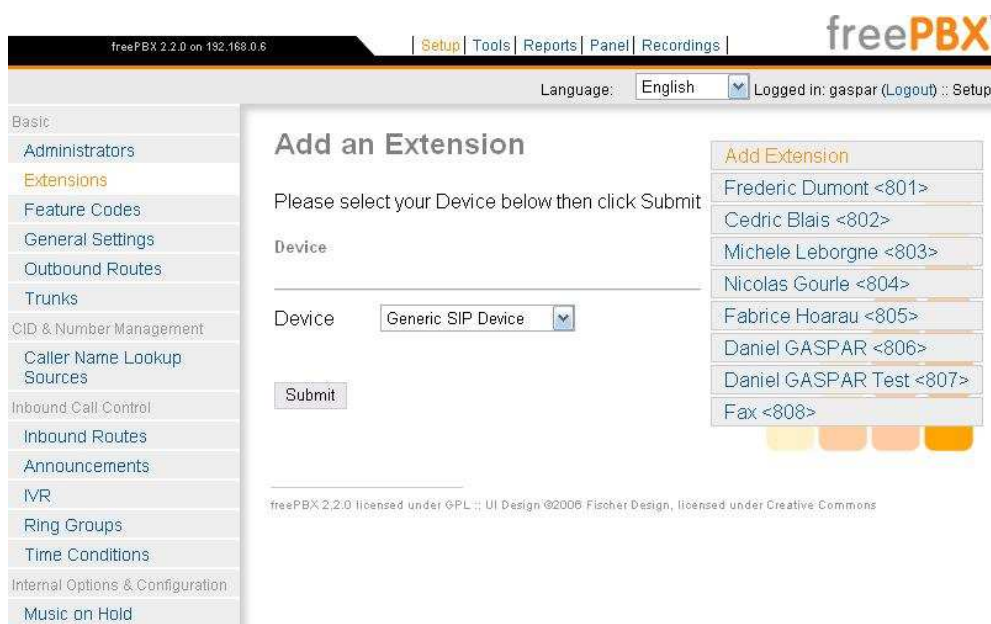 freePBX 2.2.0 on 192.168.0.6
Setup| Tools| Reports| Panel| Recordings |
freePBX
Language: English Logged in: gaspar (Logout) :: Setup
Basic
Administrators
Extensions
Feature Codes
General Settings
Outbound Routes
Trunks
CID & Number Management
Caller Name Lookup
Sources
Inbound Call Control
Inbound Routes
Announcements
IVR
Ring Groups
Time Conditions
Internal Options & Configuration
Music on Hold
Add an Extension
Please select your Device below then click Submit
Device
Device Generic SIP Device
Submit
Add Extension
Frederic Dumont <801>
Cedric Blais <802>
Michele Leborgne <803>
Nicolas Gourle <804>
Fabrice Hoarau <805>
Daniel GASPAR <806>
Daniel GASPAR Test <807>
Fax <808>
freePBX 2.2.0 licensed under GPL :: UI Design ©2006 Fischer Design, licensed under Creative Commons